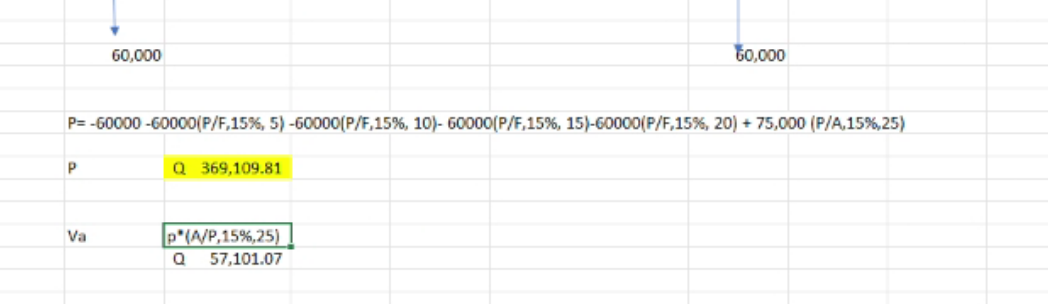 60,000 60,000
P= -60000 -60000(P/F,15%, 5) -60000(P/F,15%, 10)- 60000(P/F,15%, 15)-60000(P/F,15%, 20) + 75,000 (P/A,15%,25)
P Q 369,109.81
Va p*(A/P,15%,25)
Q 57,101.07